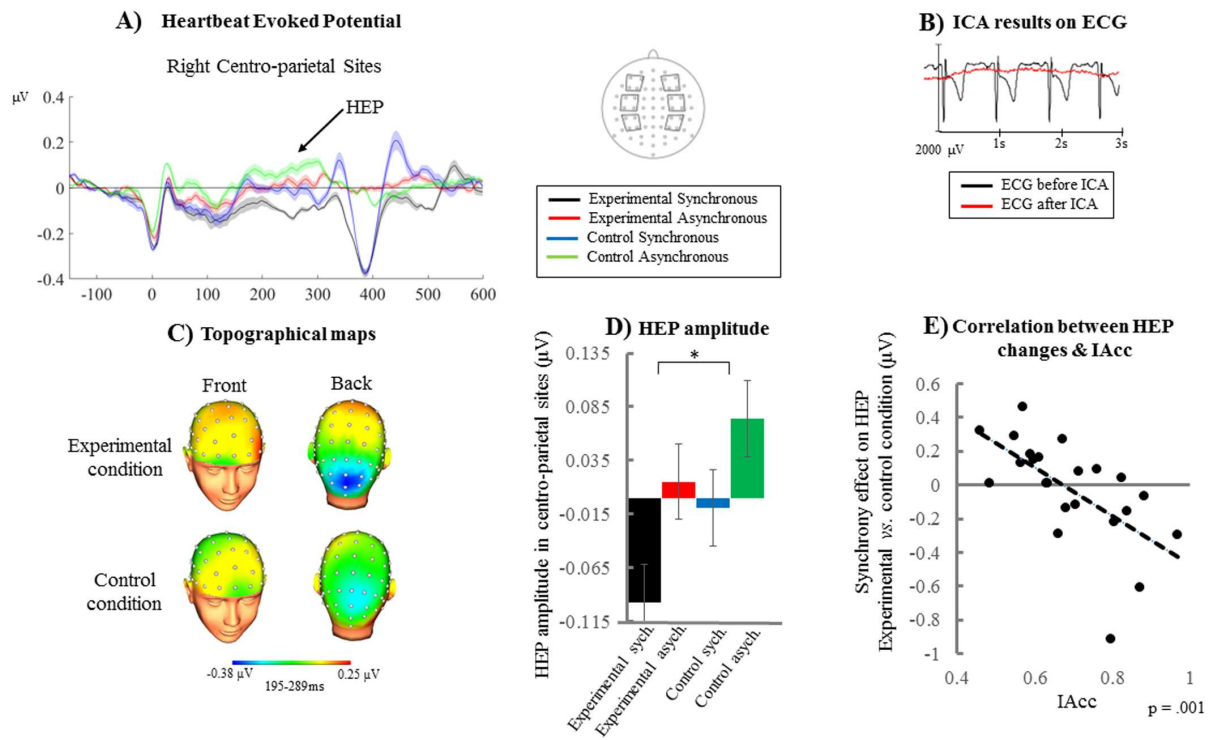 A) Heartbeat Evoked Potential
Right Centro-parietal Sites
μV
0.4
0.2
0
-0.2
-0.4
HEP
-100
0
100
200
300
400
500
600
Experimental Synchronous
Experimental Asynchronous
Control Synchronous
Control Asynchronous
B) ICA results on ECG
2000 μV
1s
2s
3s
ECG before ICA
ECG after ICA
C) Topographical maps
Front
Back
Experimental
condition
Control
condition
-0.38 μV
0.25 μV
195-289ms
D) HEP amplitude
HEP amplitude in centro-parietal sites (μV)
0.135
0.085
0.035
-0.015
-0.065
-0.115
*
Experimental sych.
Experimental asych.
Control sych.
Control asych.
E) Correlation between HEP
changes & IAcc
Synchrony effect on HEP
Experimental vs. control condition (μV)
0.6
0.4
0.2
0
-0.2
-0.4
-0.6
-0.8
-1
0.4
0.6
0.8
1
IAcc
p = .001